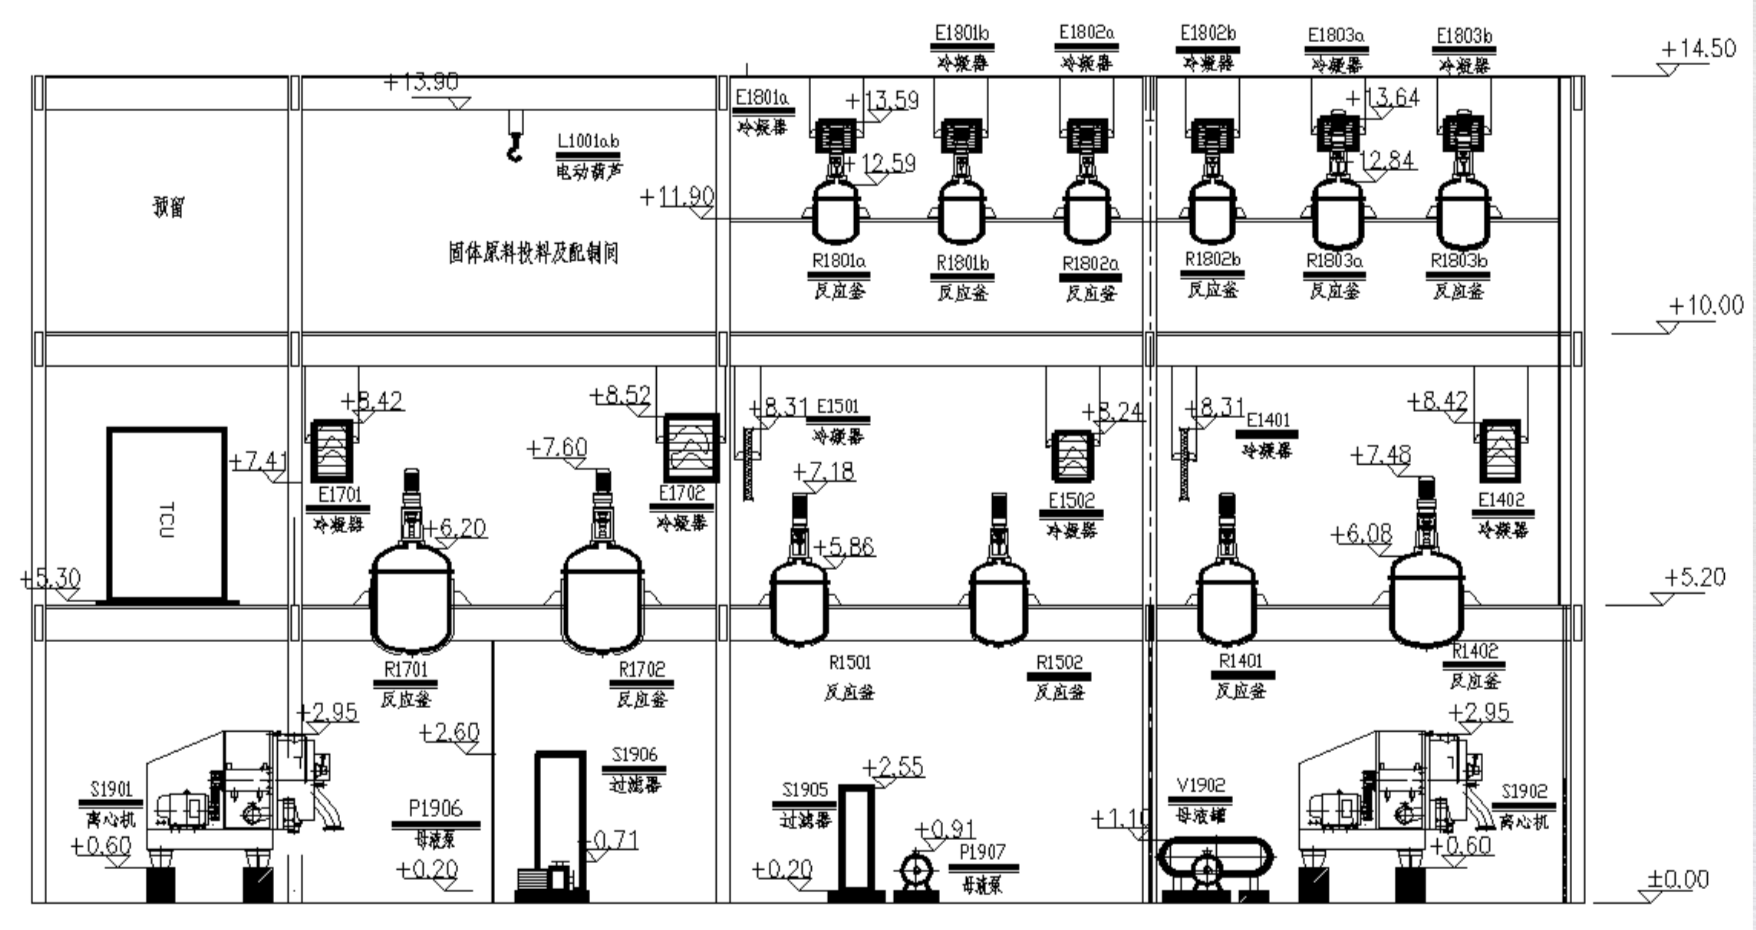 E1801b
冷凝器
E1802a
冷凝器
E1802b
冷凝器
E1803a
冷凝器
E1803b
冷凝器
+14.50
+13.90
E1801a
冷凝器
+13.59
+13.64
L1001a,b
电动葫芦
+12.59
+12.84
+11.90
预留
固体原料投料及配制间
R1801a
反应釜
R1801b
反应釜
R1802a
反应釜
R1802b
反应釜
R1803a
反应釜
R1803b
反应釜
+10.00
+8.42
+8.52
+8.31
E1501
冷凝器
+8.24
+8.31
E1401
冷凝器
+8.42
+7.41
+7.60
+7.18
+7.48
E1701
冷凝器
E1702
冷凝器
E1502
冷凝器
E1402
冷凝器
TCU
+6.20
+5.86
+6.08
+5.30
+5.20
R1701
反应釜
R1702
反应釜
R1501
反应釜
R1502
反应釜
R1401
反应釜
R1402
反应釜
+2.95
+2.60
+2.95
S1906
过滤器
+2.55
S1901
离心机
P1906
母液泵
S1905
过滤器
V1902
母液罐
S1902
离心机
+0.60
+0.71
+0.91
+1.10
+0.60
P1907
母液泵
+0.20
+0.20
±0.00